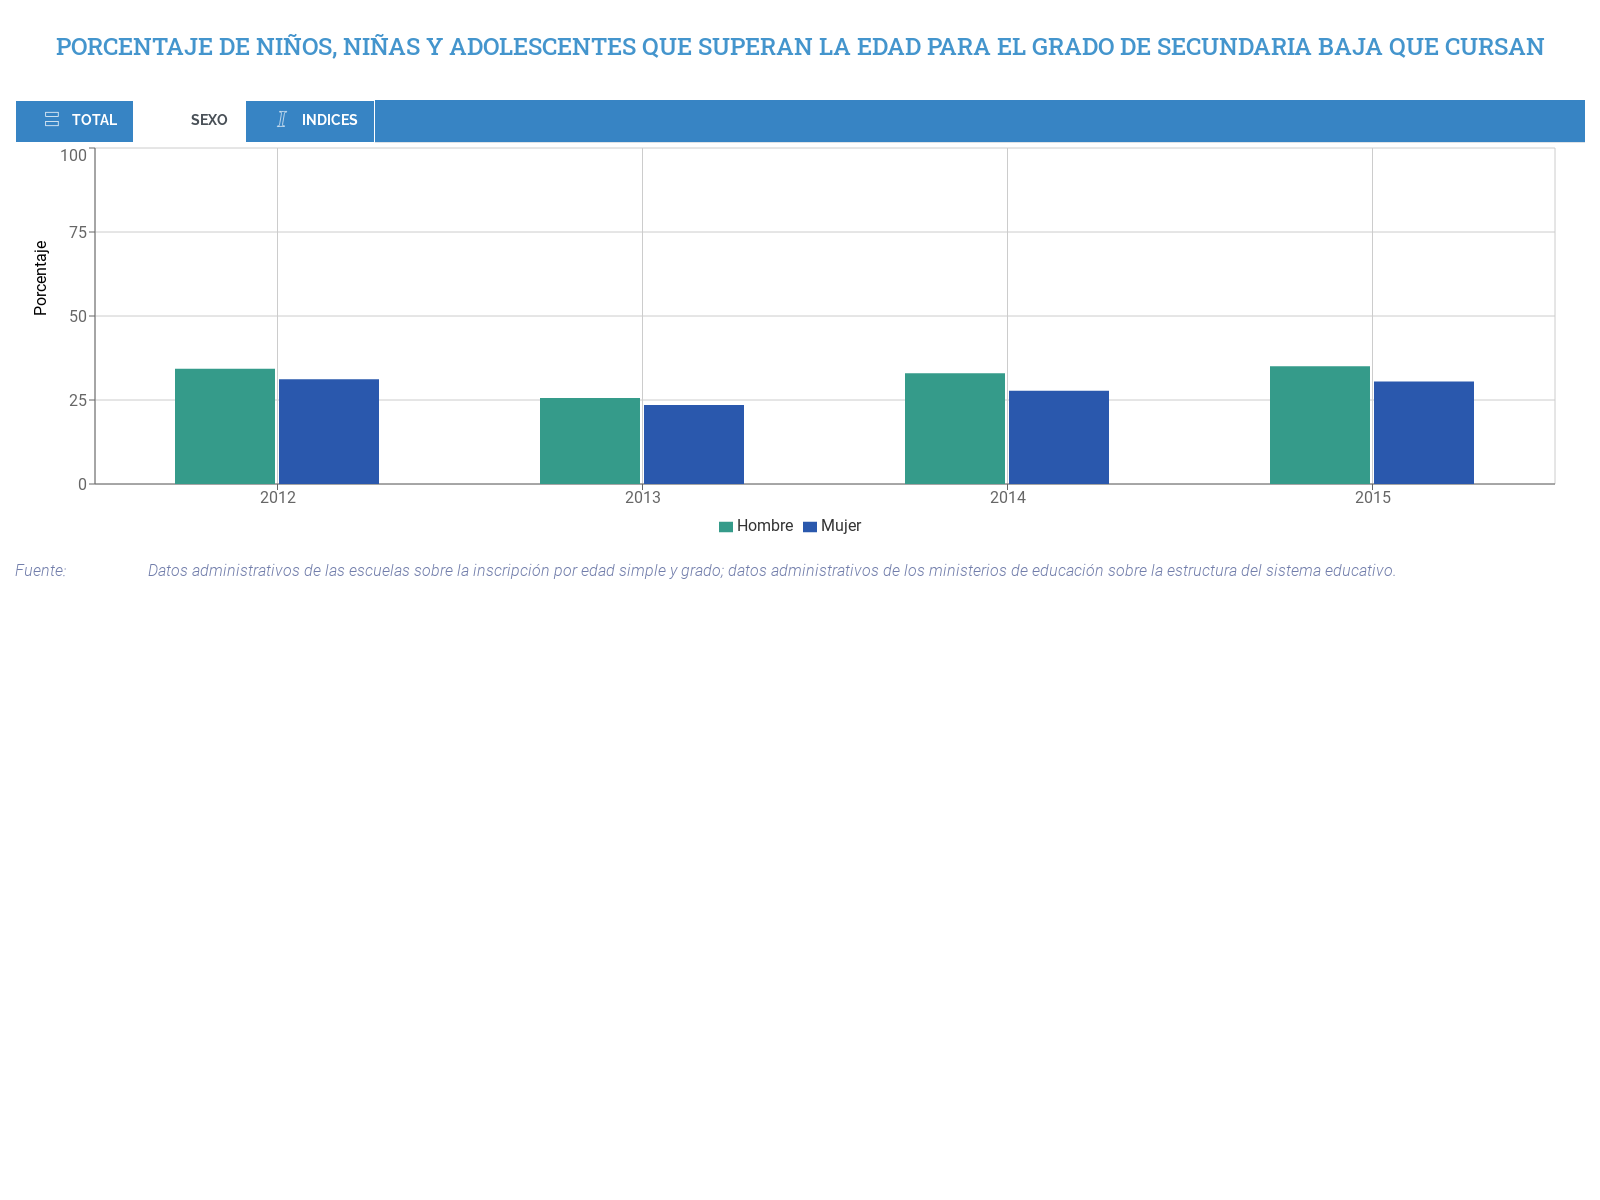 PORCENTAJE DE NIÑOS, NIÑAS Y ADOLESCENTES QUE SUPERAN LA EDAD PARA EL GRADO DE SECUNDARIA BAJA QUE CURSAN
TOTAL SEXO INDICES
100
75
50
25
0
Porcentaje
2012 2013 2014 2015
Hombre Mujer
Fuente: Datos administrativos de las escuelas sobre la inscripción por edad simple y grado; datos administrativos de los ministerios de educación sobre la estructura del sistema educativo.